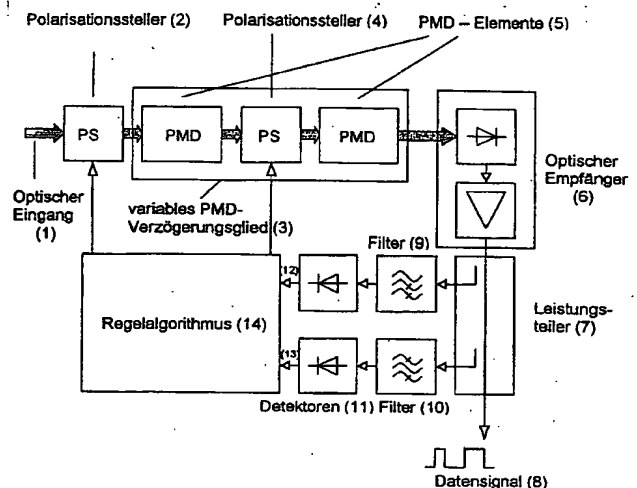 Polarisationssteller (2) Polarisationssteller (4) PMD – Elemente (5)
PS PMD PS PMD
Optischer
Eingang
(1)
variables PMD-
Verzögerungsglied (3)
Optischer
Empfänger
(6)
Filter (9)
(12)
Regelalgorithmus (14)
Leistungs-
teiler (7)
(13)
Detektoren (11) Filter (10)
Datensignal (8)